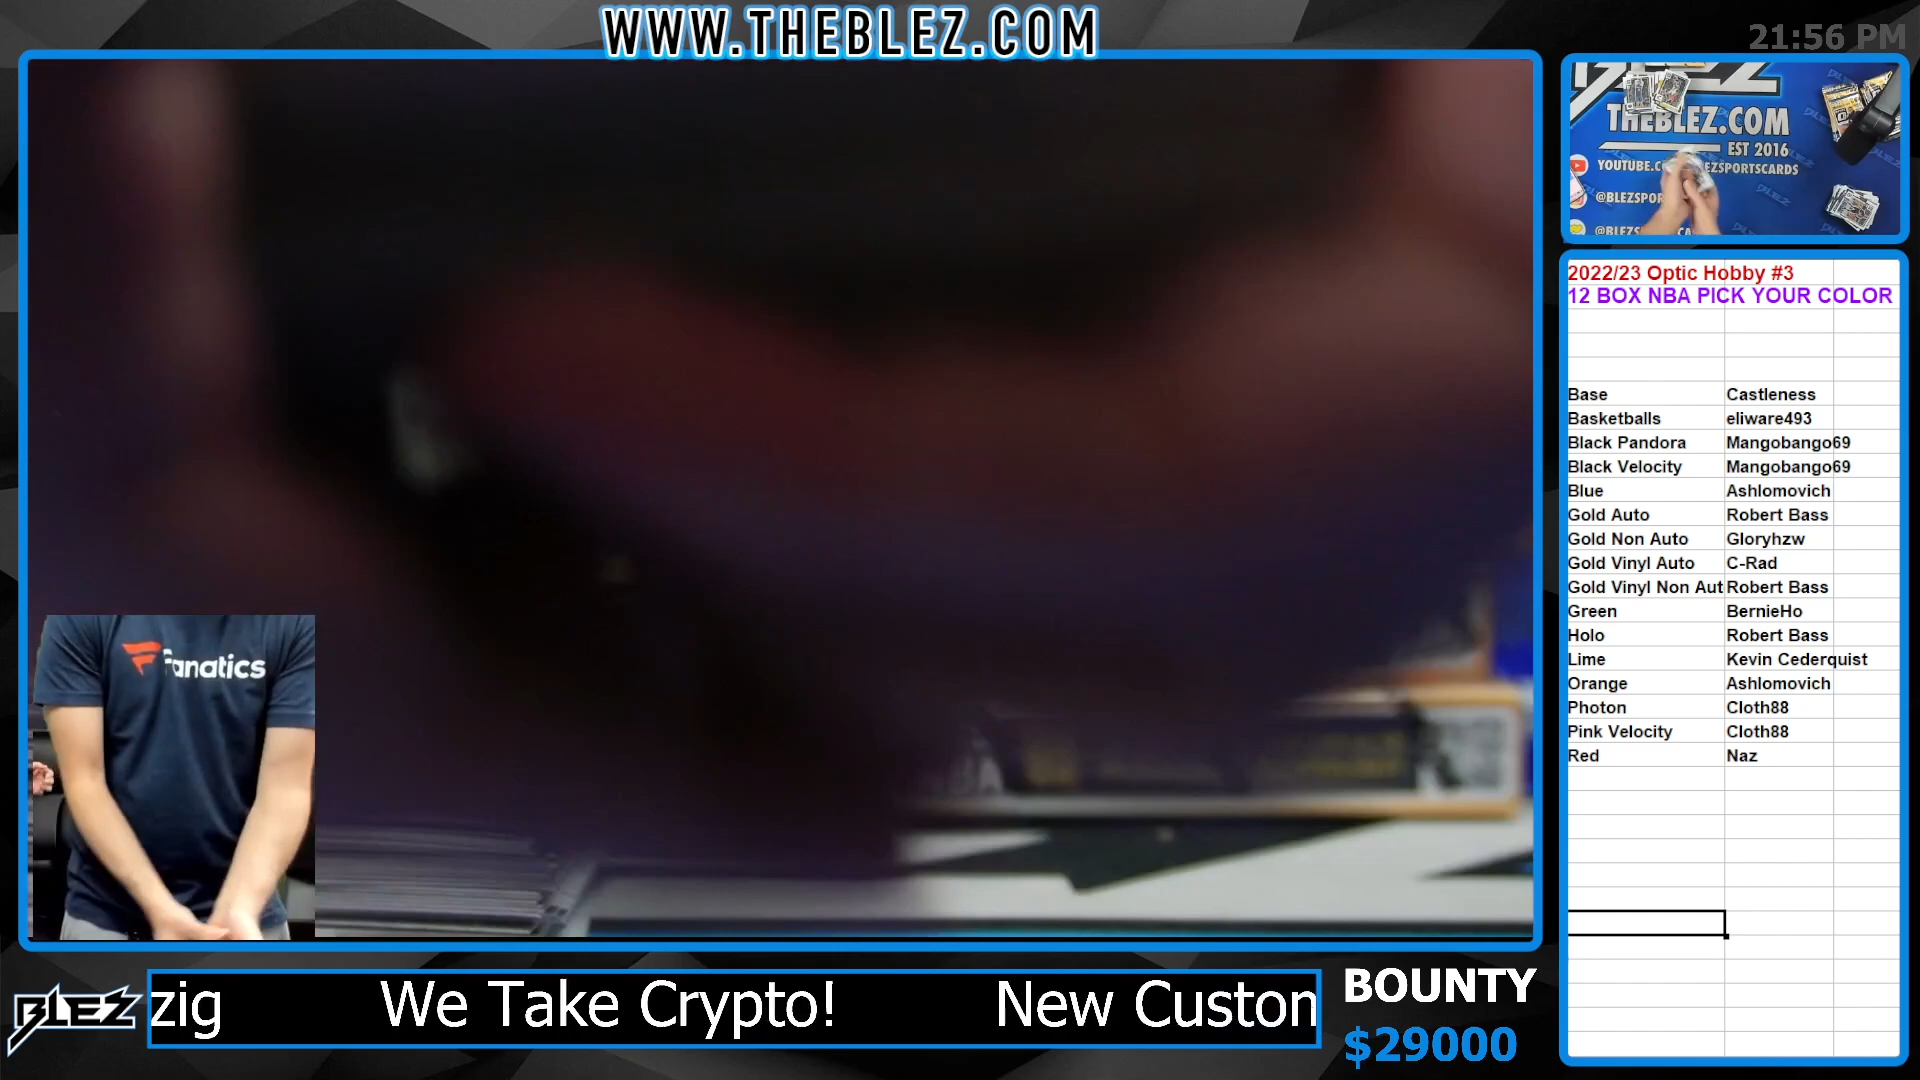 WWW.THEBLEZ.COM
21:56 PM
BLEZ
THEBLEZ.COM
EST 2016
@BLEZSPOR
2022/23 Optic Hobby #3
12 BOX NBA PICK YOUR COLOR
Base Castleness
Basketballs eliware493
Black Pandora Mangobango69
Black Velocity Mangobango69
Blue Ashlomovich
Gold Auto Robert Bass
Gold Non Auto Gloryhzw
Gold Vinyl Auto C-Rad
Gold Vinyl Non Aut Robert Bass
Green BernieHo
Holo Robert Bass
Lime Kevin Cederquist
Orange Ashlomovich
Photon Cloth88
Pink Velocity Cloth88
Red Naz
Fanatics
BLEZ
zig We Take Crypto! New Custon
BOUNTY
$29000